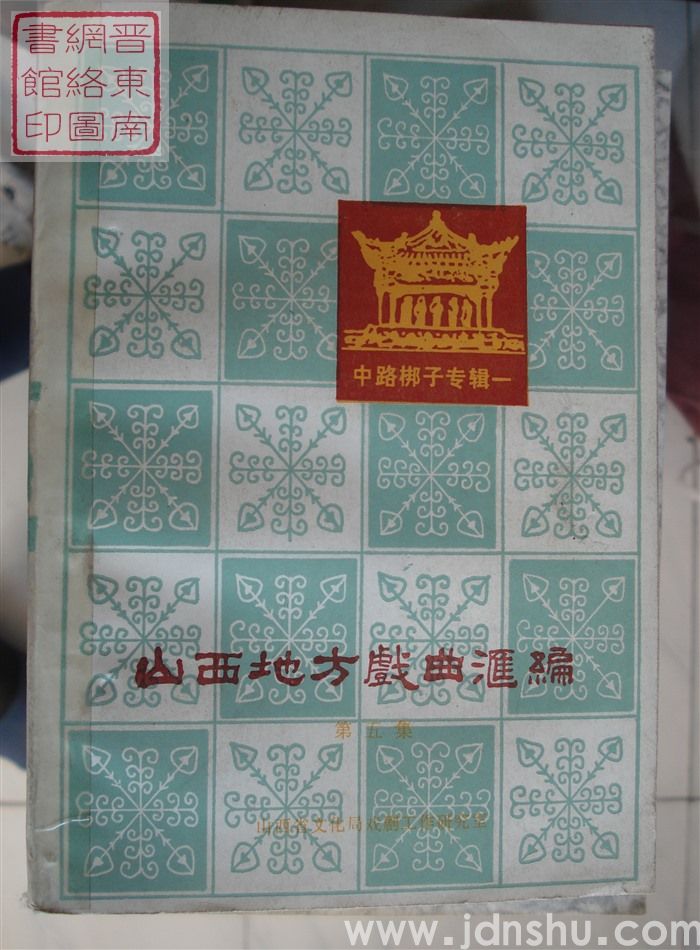 晋東南
網絡圖
書館印
中路梆子专辑一
山西地方戲曲滙編
第五集
山西省文化局戏剧工作研究室
www.jdnshu.com